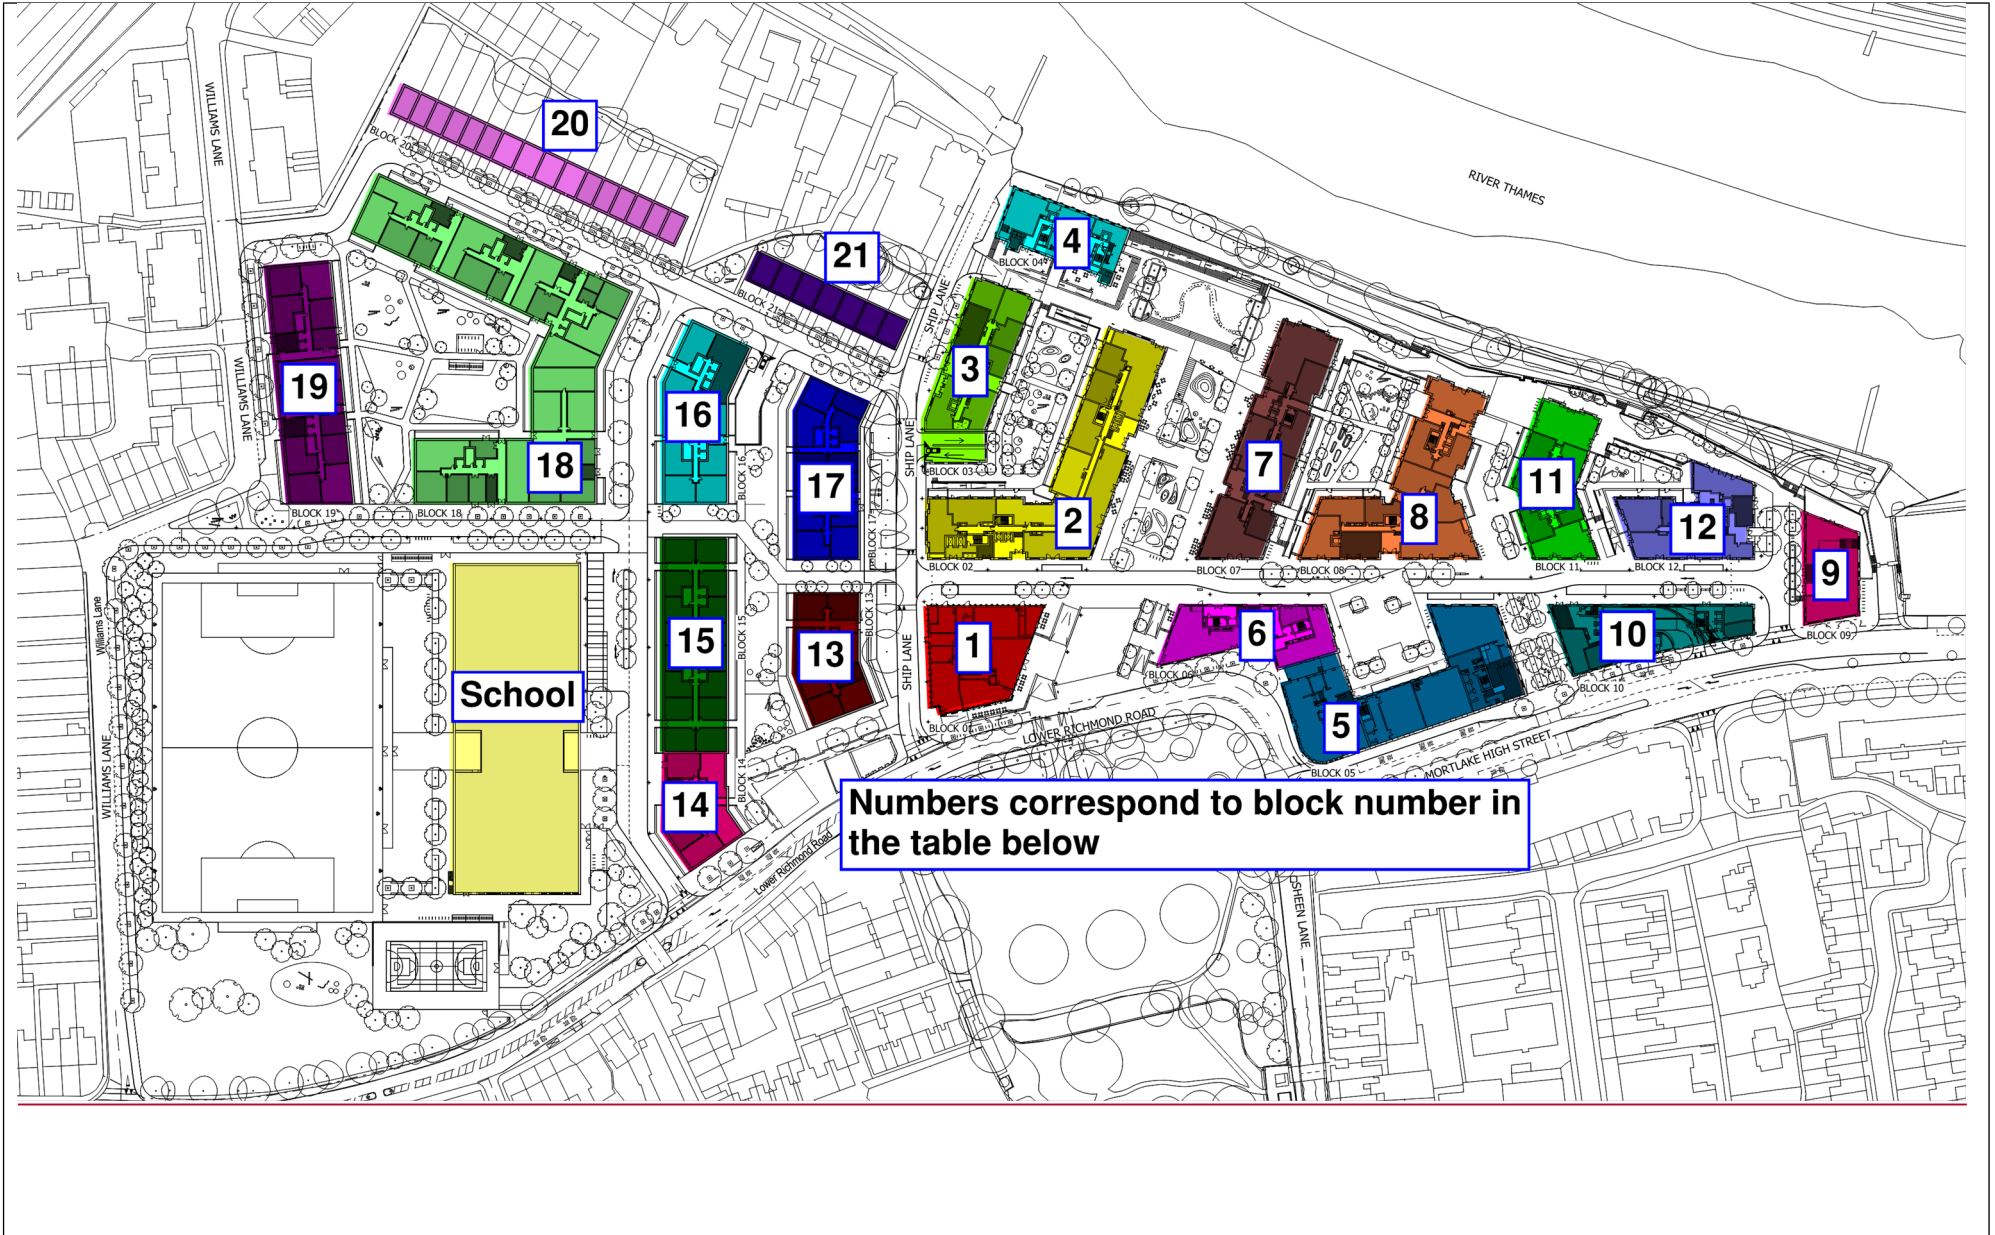 WILLIAMS LANE
20
BLOCK 20
RIVER THAMES
21
4
BLOCK 04
BLOCK 21
SHIP LANE
19
WILLIAMS LANE
3
16
7
18
17
SHIP LANE
BLOCK 03
2
8
11
12
BLOCK 16
BLOCK 19
BLOCK 18
BLOCK 17
BLOCK 02
BLOCK 07
BLOCK 08
BLOCK 11
BLOCK 12
9
Williams Lane
BLOCK 13
15
BLOCK 15
13
SHIP LANE
1
6
10
BLOCK 09
School
BLOCK 06
BLOCK 10
BLOCK 01
LOWER RICHMOND ROAD
5
BLOCK 05
MORTLAKE HIGH STREET
WILLIAMS LANE
14
BLOCK 14
Numbers correspond to block number in
the table below
Lower Richmond Road
SHEEN LANE